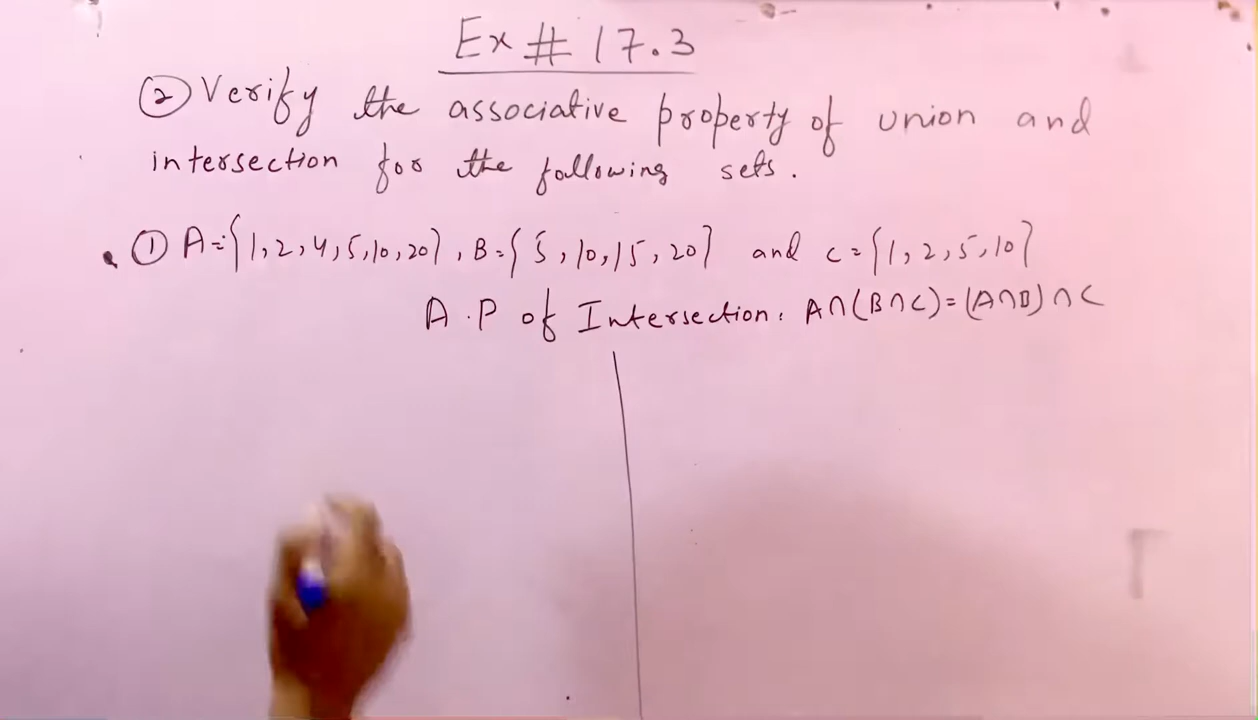 Ex # 17.3
② Verify the associative property of union and
intersection for the following sets.
① A={1,2,4,5,10,20}, B={5,10,15,20} and C={1,2,5,10}
A.P of Intersection: A∩(B∩C)=(A∩B)∩C